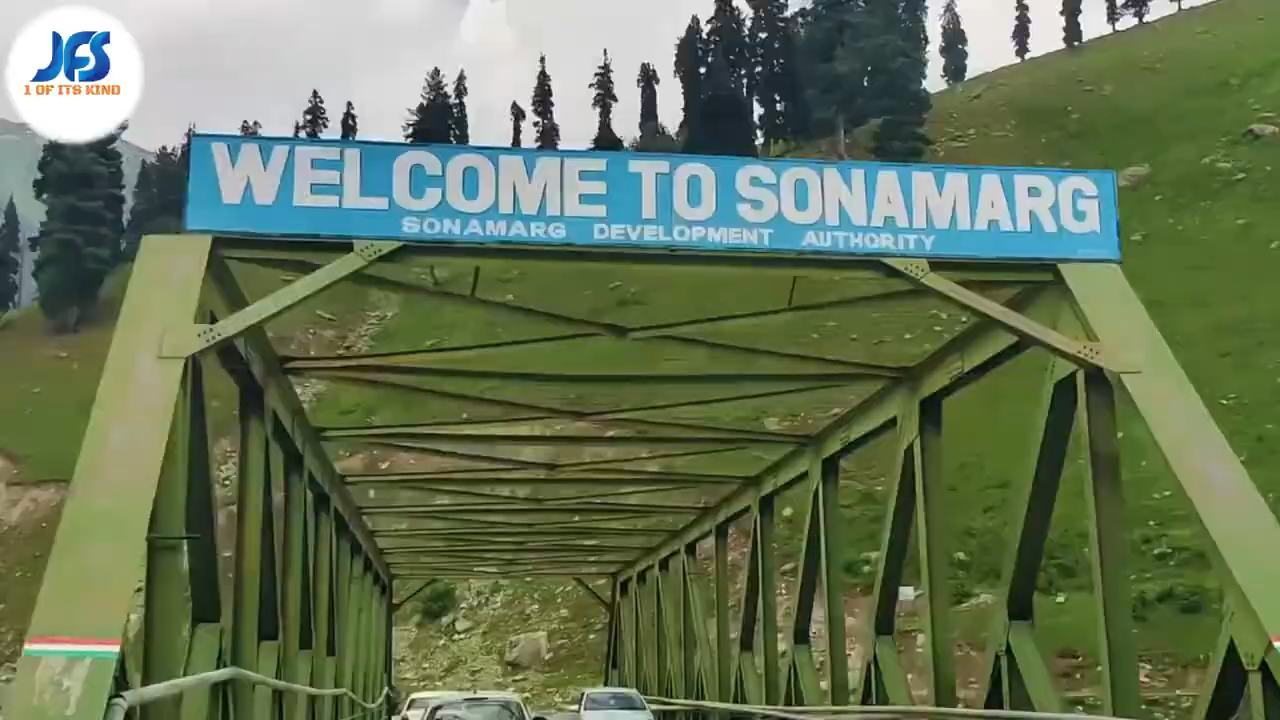 JFS
1 OF ITS KIND
WELCOME TO SONAMARG
SONAMARG DEVELOPMENT AUTHORITY